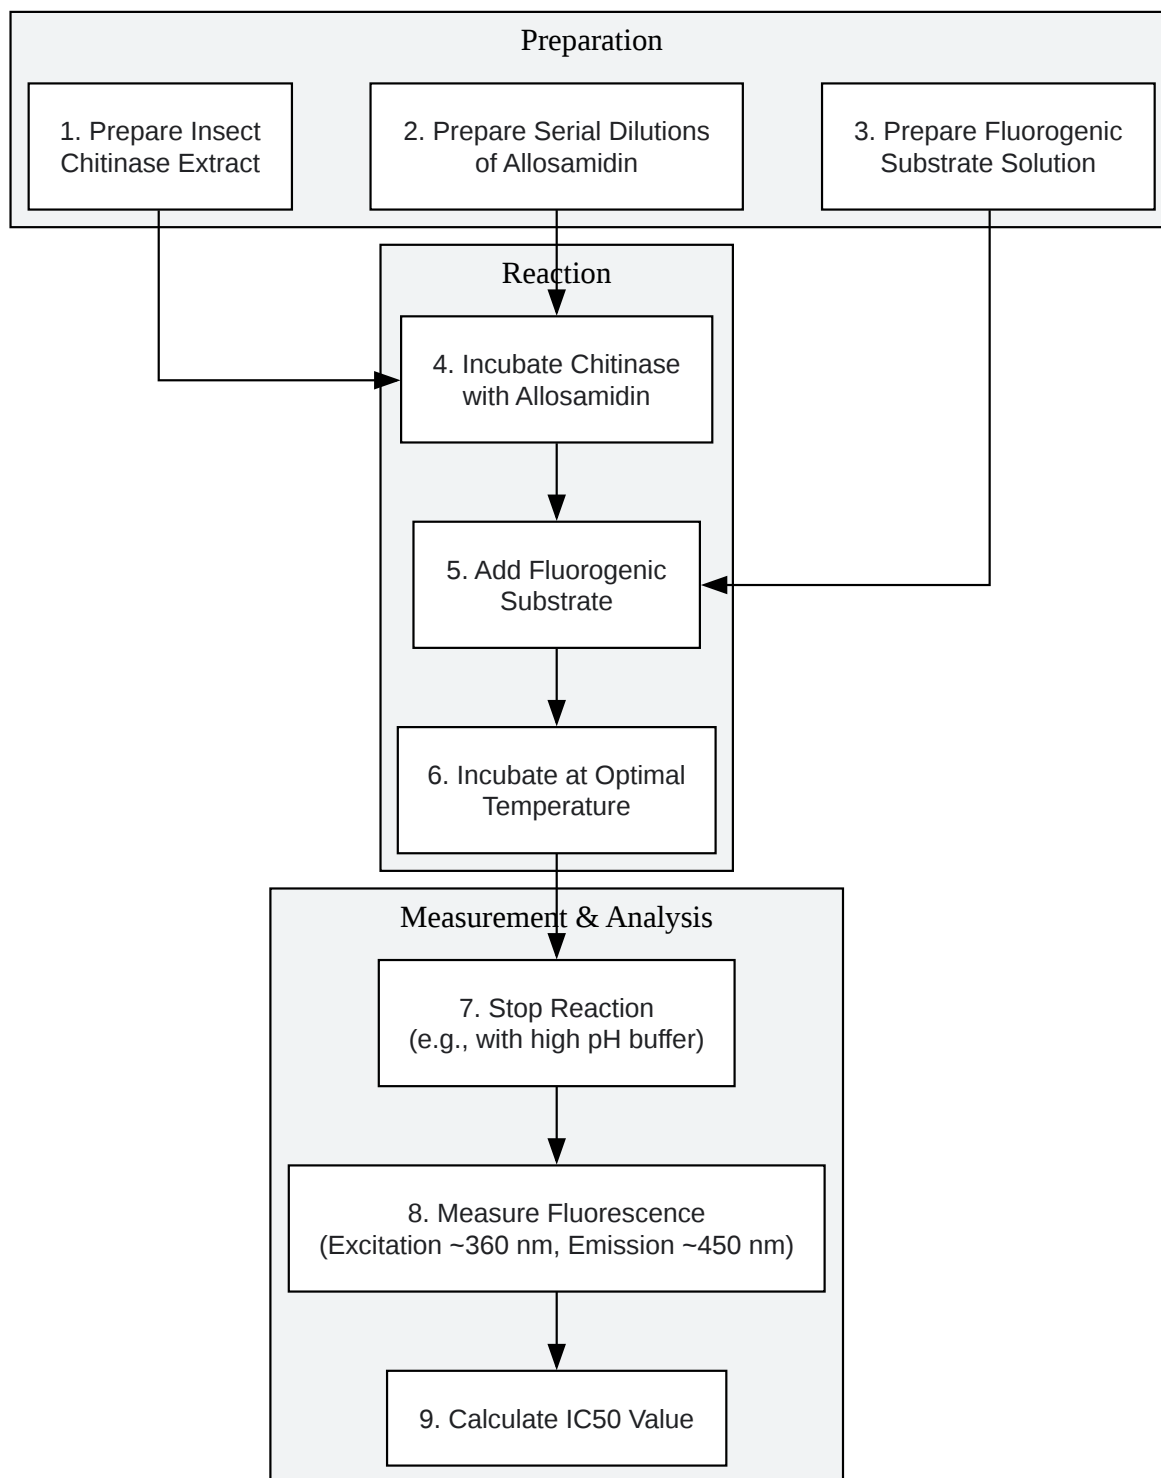 Preparation
1. Prepare Insect
Chitinase Extract
2. Prepare Serial Dilutions
of Allosamidin
3. Prepare Fluorogenic
Substrate Solution
Reaction
4. Incubate Chitinase
with Allosamidin
5. Add Fluorogenic
Substrate
6. Incubate at Optimal
Temperature
Measurement & Analysis
7. Stop Reaction
(e.g., with high pH buffer)
8. Measure Fluorescence
(Excitation ~360 nm, Emission ~450 nm)
9. Calculate IC50 Value